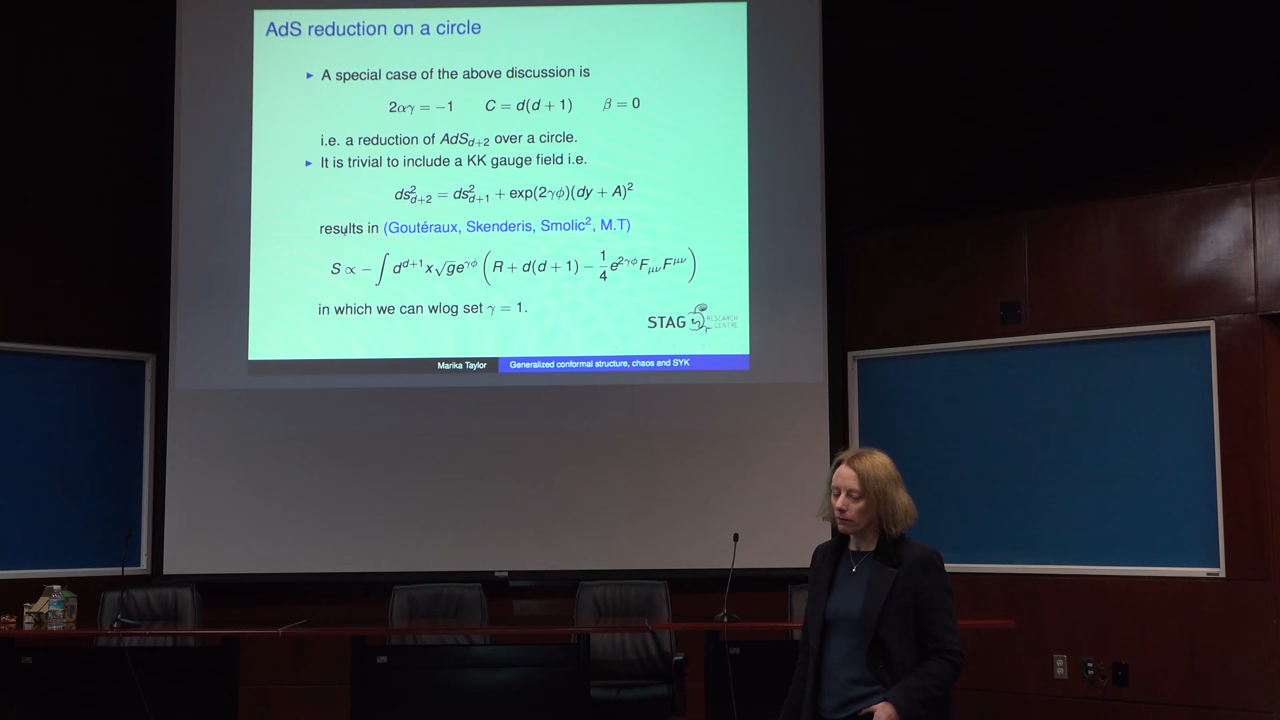 AdS reduction on a circle
▸ A special case of the above discussion is
2αγ = −1 C = d(d + 1) β = 0
i.e. a reduction of AdS_{d+2} over a circle.
▸ It is trivial to include a KK gauge field i.e.
ds²_{d+2} = ds²_{d+1} + exp(2γϕ)(dy + A)²
results in (Goutéraux, Skenderis, Smolic², M.T)
S ∝ − ∫ d^{d+1}x√g e^{γϕ} ( R + d(d + 1) − 1/4 e^{2γϕ} F_{μν} F^{μν} )
in which we can wlog set γ = 1.
STAG RESEARCH CENTRE
Marika Taylor Generalized conformal structure, chaos and SYK